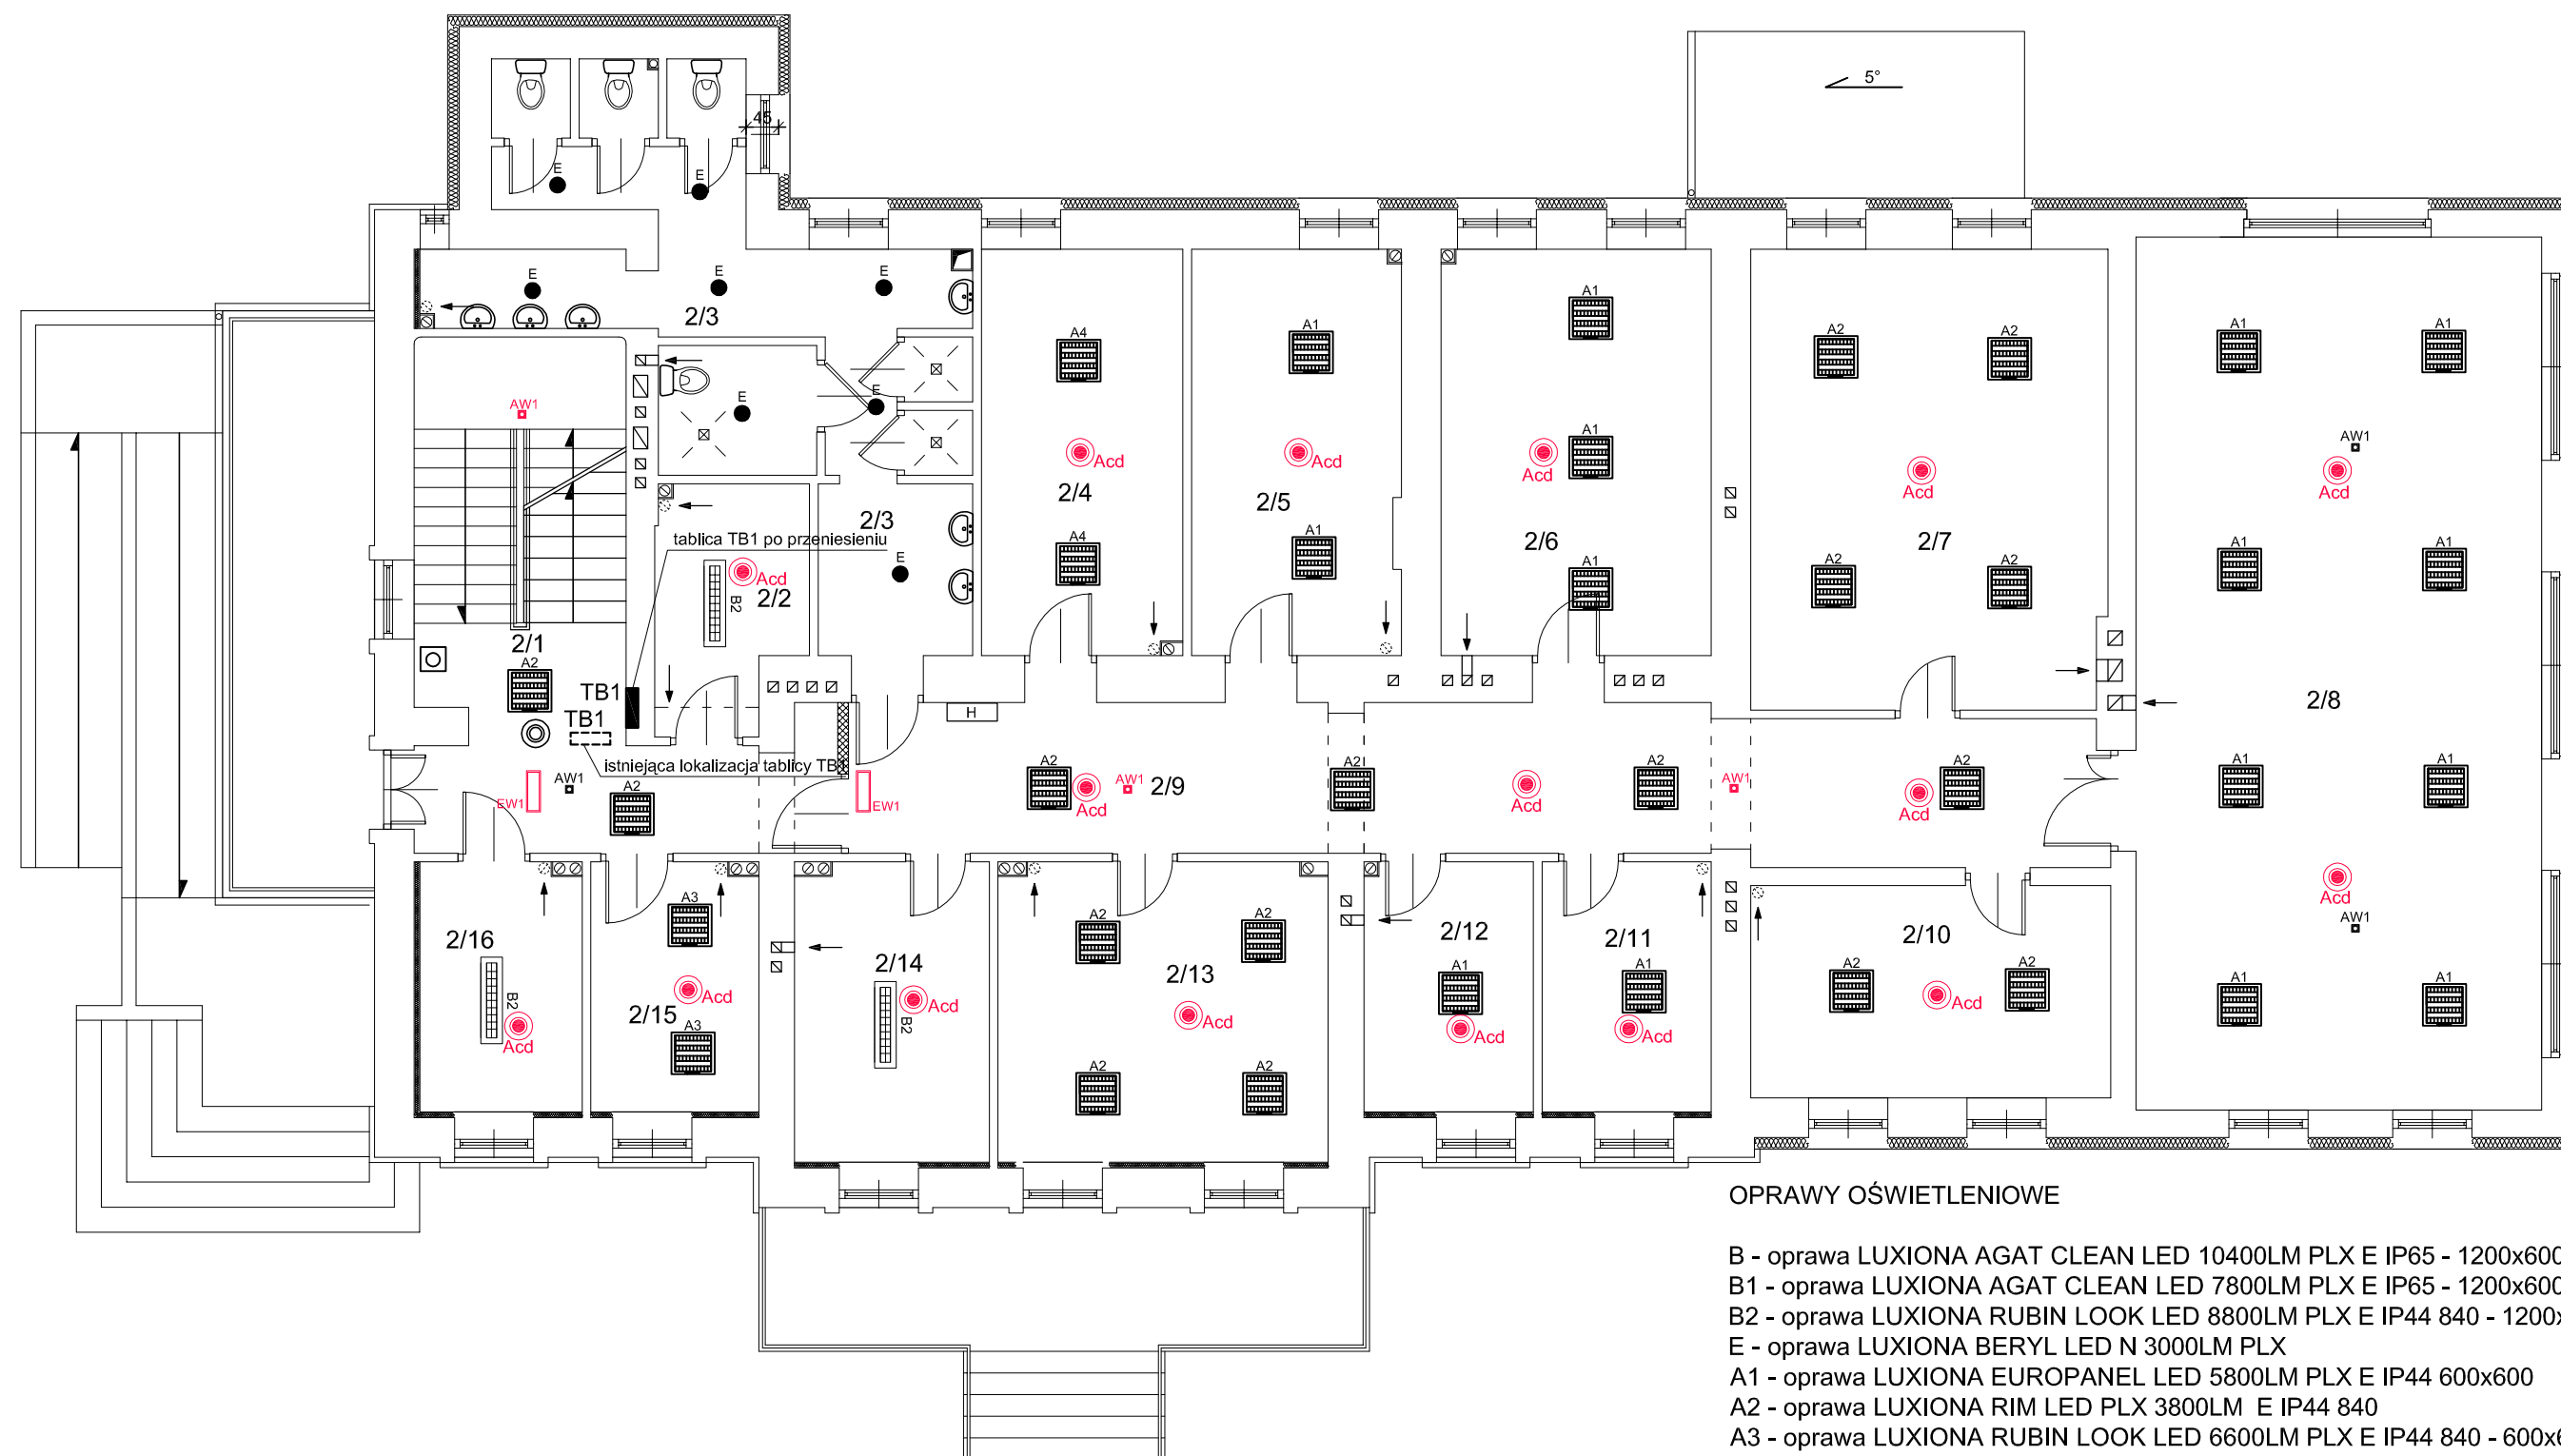 5°
45
E
E
E
E
E
2/3
A4
A1
A1
A2
A2
A1
A1
AW1
E
E
Acd
Acd
Acd
A1
Acd
AW1
Acd
2/4
2/5
2/3
tablica TB1 po przeniesieniu
A4
A1
2/6
2/7
A1
A1
E
Acd
2/2
B2
A1
A2
A2
2/1
A2
TB1
TB1
2/8
H
istniejąca lokalizacja tablicy TB1
EW1
AW1
A2
EW1
A2
Acd
AW1
2/9
A2
Acd
A2
AW1
Acd
A2
A1
A1
Acd
AW1
2/16
B2
Acd
A3
Acd
2/15
A3
2/14
Acd
B2
A2
A2
2/13
Acd
A2
A2
2/12
A1
Acd
2/11
A1
Acd
2/10
A2
Acd
A2
A1
A1
OPRAWY OŚWIETLENIOWE
B - oprawa LUXIONA AGAT CLEAN LED 10400LM PLX E IP65 - 1200x600
B1 - oprawa LUXIONA AGAT CLEAN LED 7800LM PLX E IP65 - 1200x600
B2 - oprawa LUXIONA RUBIN LOOK LED 8800LM PLX E IP44 840 - 1200x
E - oprawa LUXIONA BERYL LED N 3000LM PLX
A1 - oprawa LUXIONA EUROPANEL LED 5800LM PLX E IP44 600x600
A2 - oprawa LUXIONA RIM LED PLX 3800LM E IP44 840
A3 - oprawa LUXIONA RUBIN LOOK LED 6600LM PLX E IP44 840 - 600x6